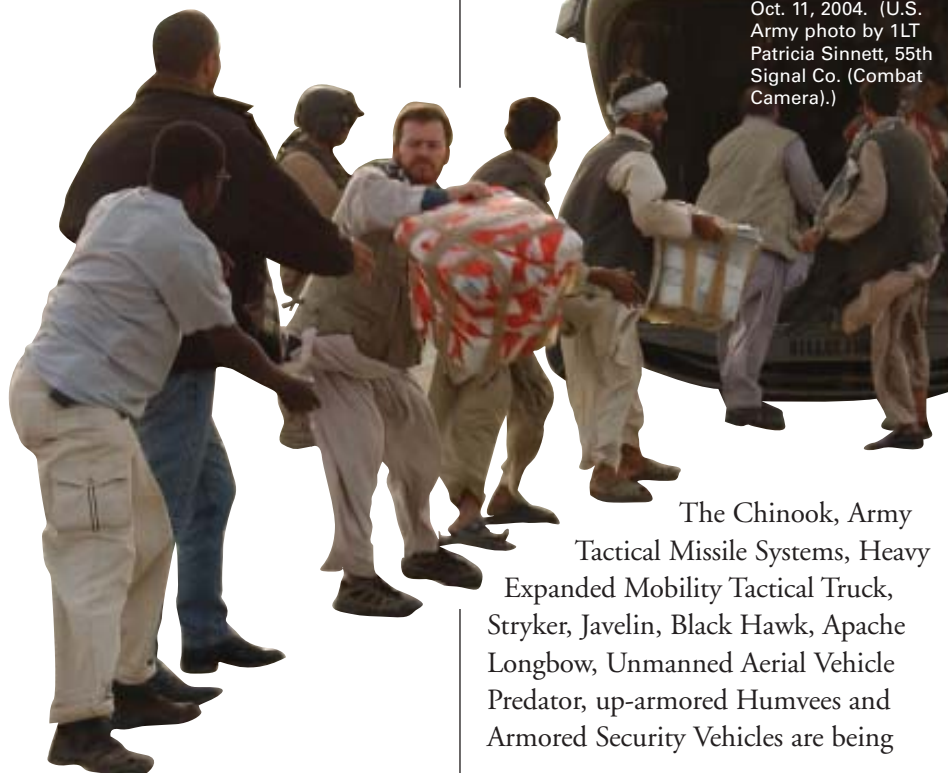 Oct. 11, 2004. (U.S.
Army photo by 1LT
Patricia Sinnett, 55th
Signal Co. (Combat
Camera).)
The Chinook, Army
Tactical Missile Systems, Heavy
Expanded Mobility Tactical Truck,
Stryker, Javelin, Black Hawk, Apache
Longbow, Unmanned Aerial Vehicle
Predator, up-armored Humvees and
Armored Security Vehicles are being